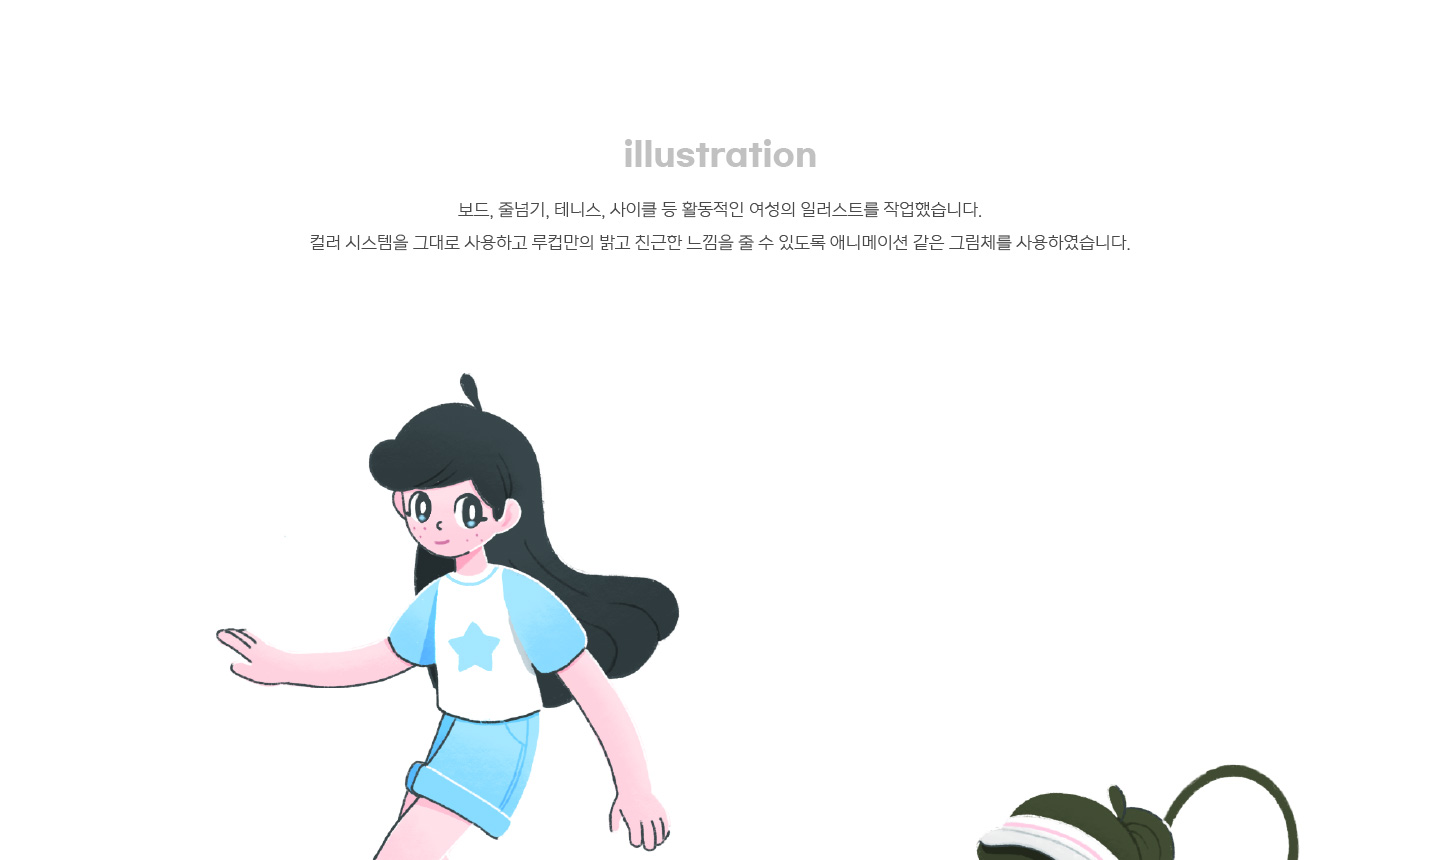 illustration
보드, 줄넘기, 테니스, 사이클 등 활동적인 여성의 일러스트를 작업했습니다.
컬러 시스템을 그대로 사용하고 루컵만의 밝고 친근한 느낌을 줄 수 있도록 애니메이션 같은 그림체를 사용하였습니다.